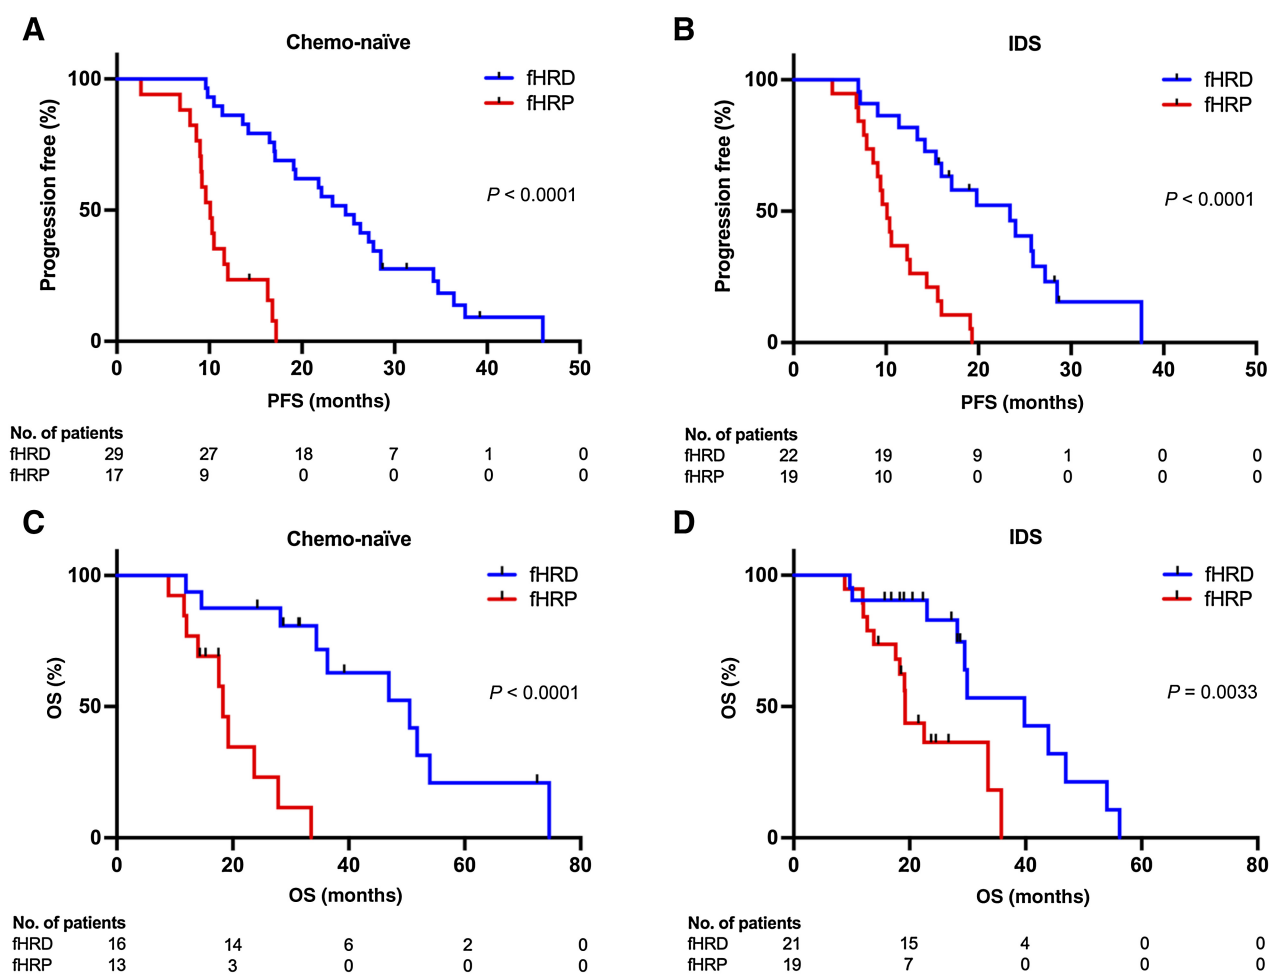 A
Chemo-naïve
fHRD
fHRP
P < 0.0001
Progression free (%)
100
50
0
0 10 20 30 40 50
PFS (months)
No. of patients
fHRD 29 27 18 7 1 0
fHRP 17 9 0 0 0 0
B
IDS
fHRD
fHRP
P < 0.0001
Progression free (%)
100
50
0
0 10 20 30 40 50
PFS (months)
No. of patients
fHRD 22 19 9 1 0 0
fHRP 19 10 0 0 0 0
C
Chemo-naïve
fHRD
fHRP
P < 0.0001
OS (%)
100
50
0
0 20 40 60 80
OS (months)
No. of patients
fHRD 16 14 6 2 0
fHRP 13 3 0 0 0
D
IDS
fHRD
fHRP
P = 0.0033
OS (%)
100
50
0
0 20 40 60 80
OS (months)
No. of patients
fHRD 21 15 4 0 0
fHRP 19 7 0 0 0